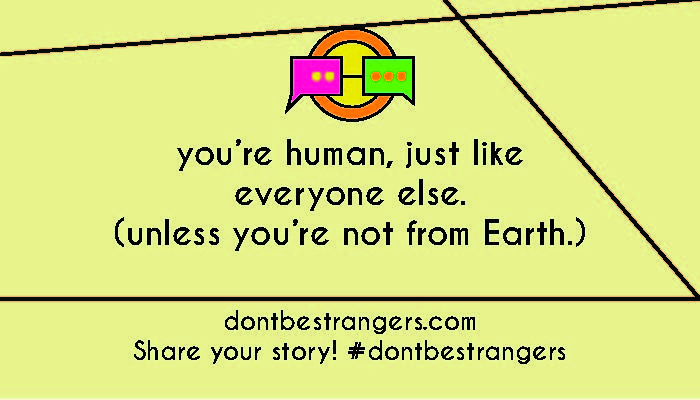 you're human, just like
everyone else.
(unless you're not from Earth.)
dontbestrangers.com
Share your story! #dontbestrangers